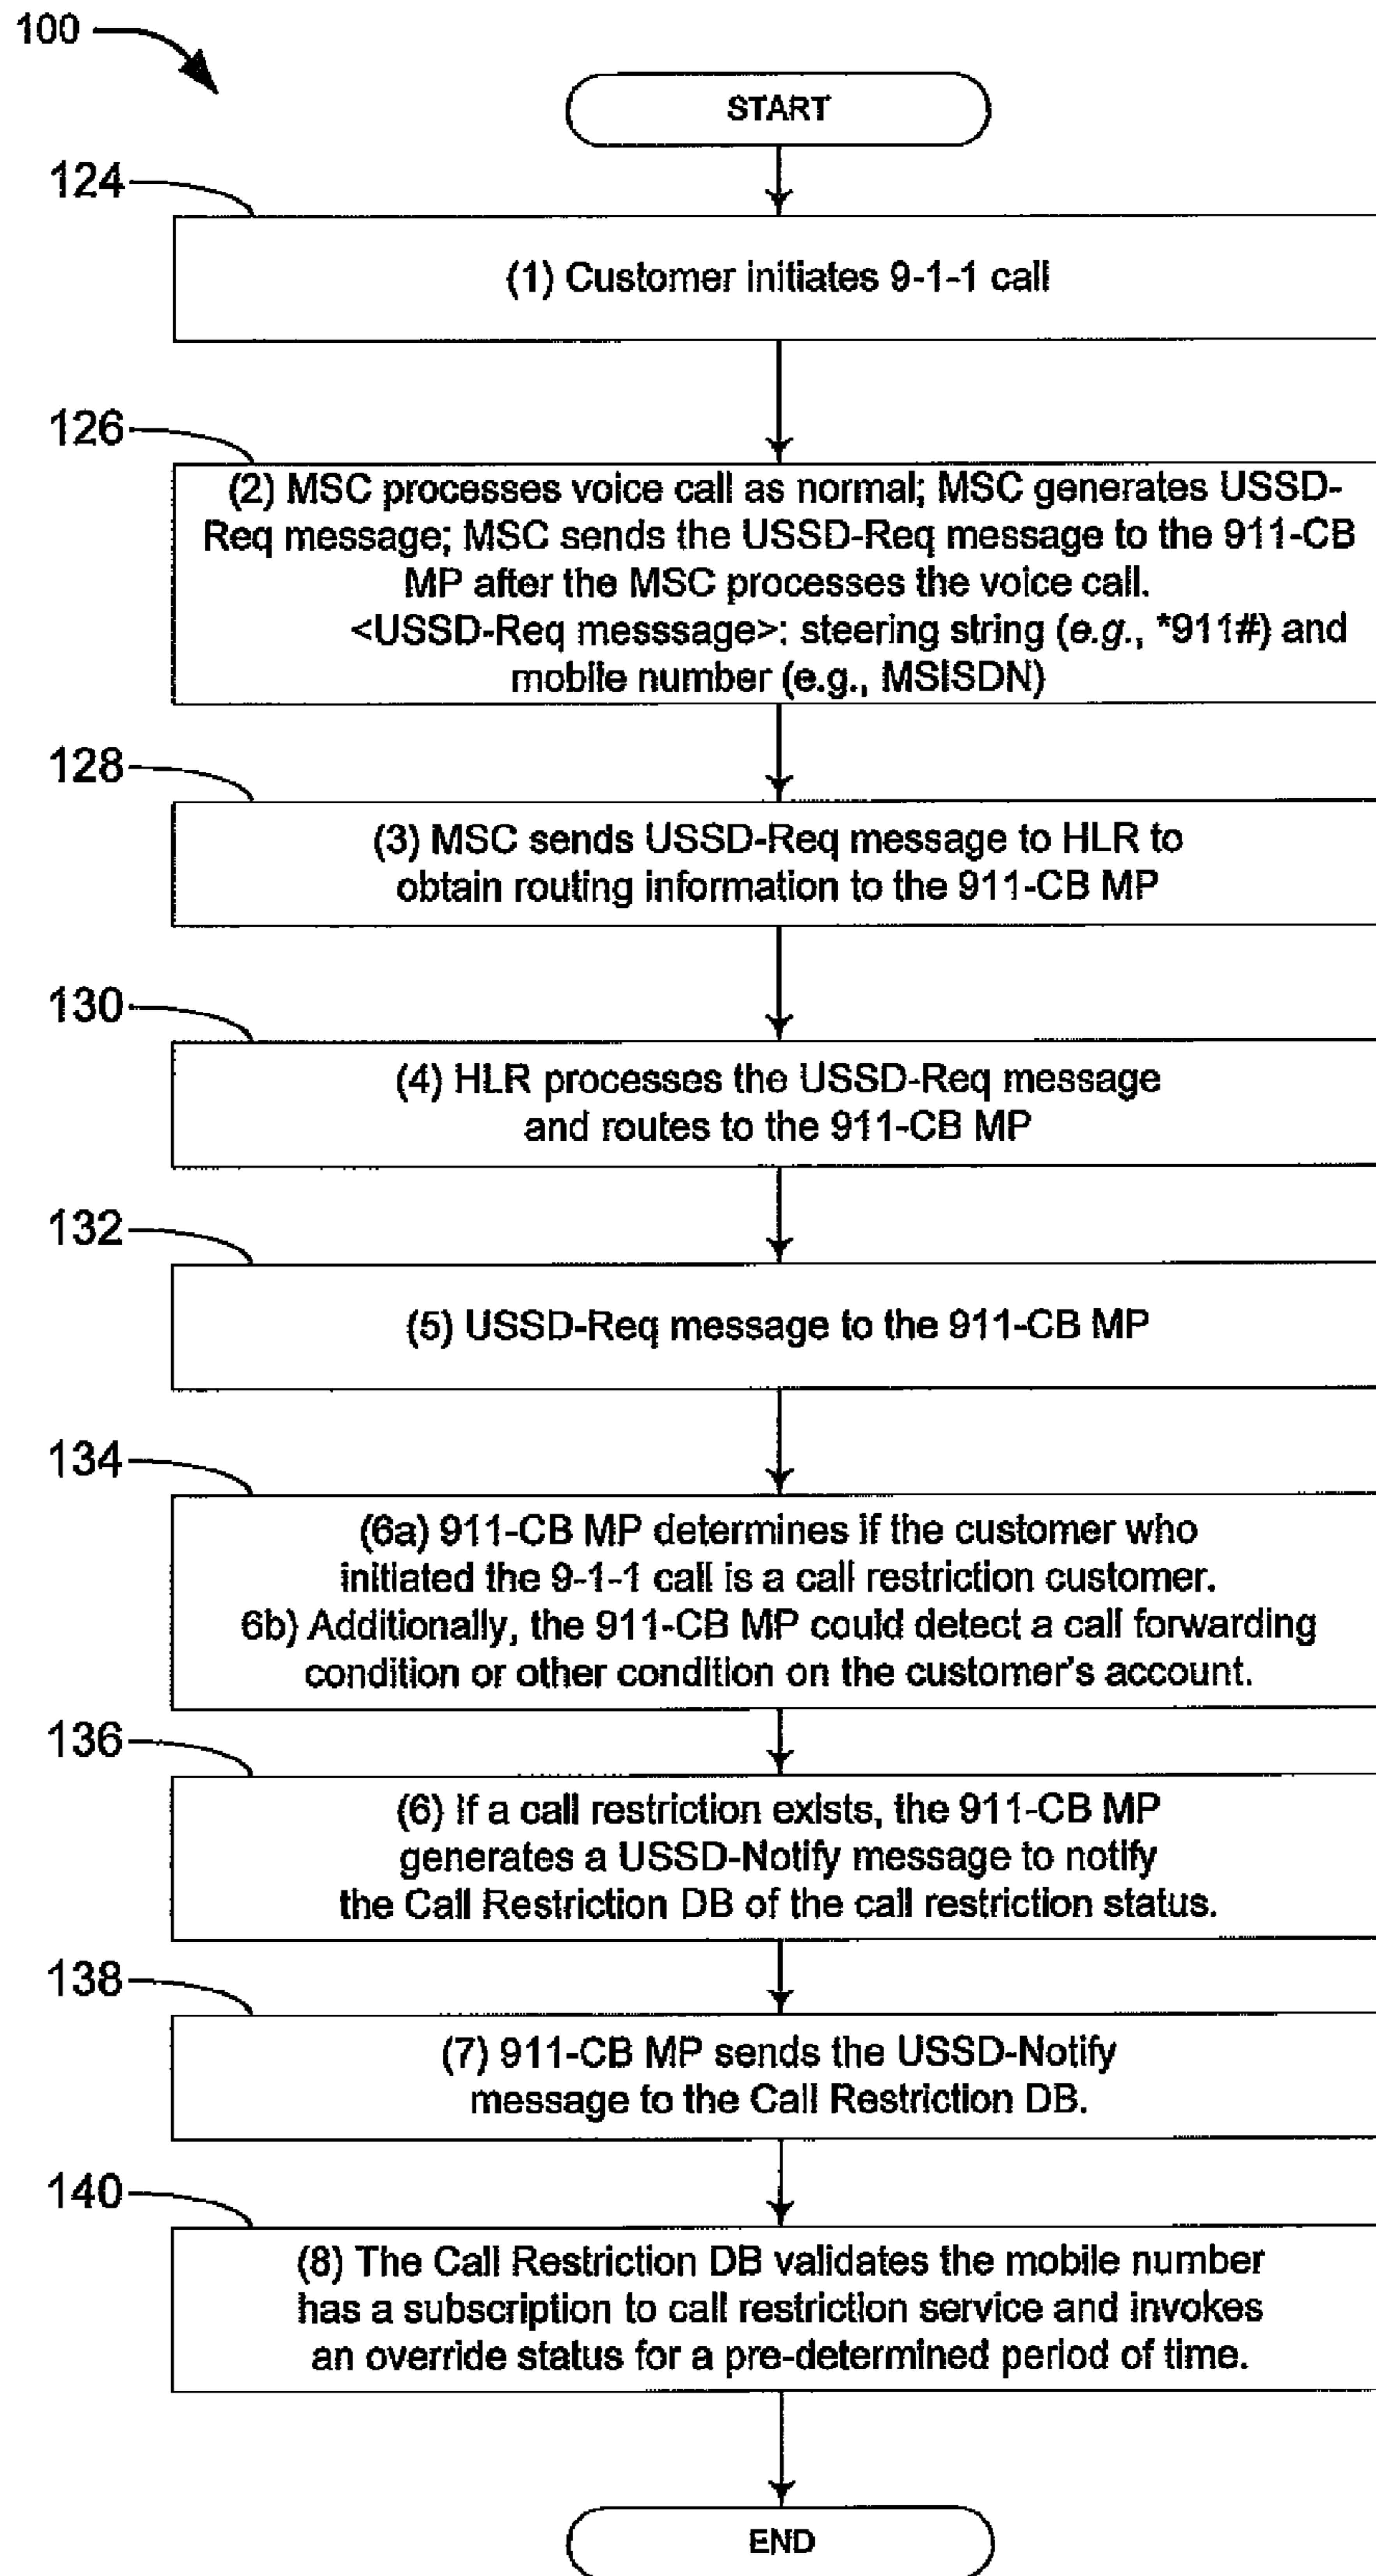 100
START
124
(1) Customer initiates 9-1-1 call
126
(2) MSC processes voice call as normal; MSC generates USSD-
Req message; MSC sends the USSD-Req message to the 911-CB
MP after the MSC processes the voice call.
<USSD-Req messsage>: steering string (e.g., *911#) and
mobile number (e.g., MSISDN)
128
(3) MSC sends USSD-Req message to HLR to
obtain routing information to the 911-CB MP
130
(4) HLR processes the USSD-Req message
and routes to the 911-CB MP
132
(5) USSD-Req message to the 911-CB MP
134
(6a) 911-CB MP determines if the customer who
initiated the 9-1-1 call is a call restriction customer.
6b) Additionally, the 911-CB MP could detect a call forwarding
condition or other condition on the customer's account.
136
(6) If a call restriction exists, the 911-CB MP
generates a USSD-Notify message to notify
the Call Restriction DB of the call restriction status.
138
(7) 911-CB MP sends the USSD-Notify
message to the Call Restriction DB.
140
(8) The Call Restriction DB validates the mobile number
has a subscription to call restriction service and invokes
an override status for a pre-determined period of time.
END